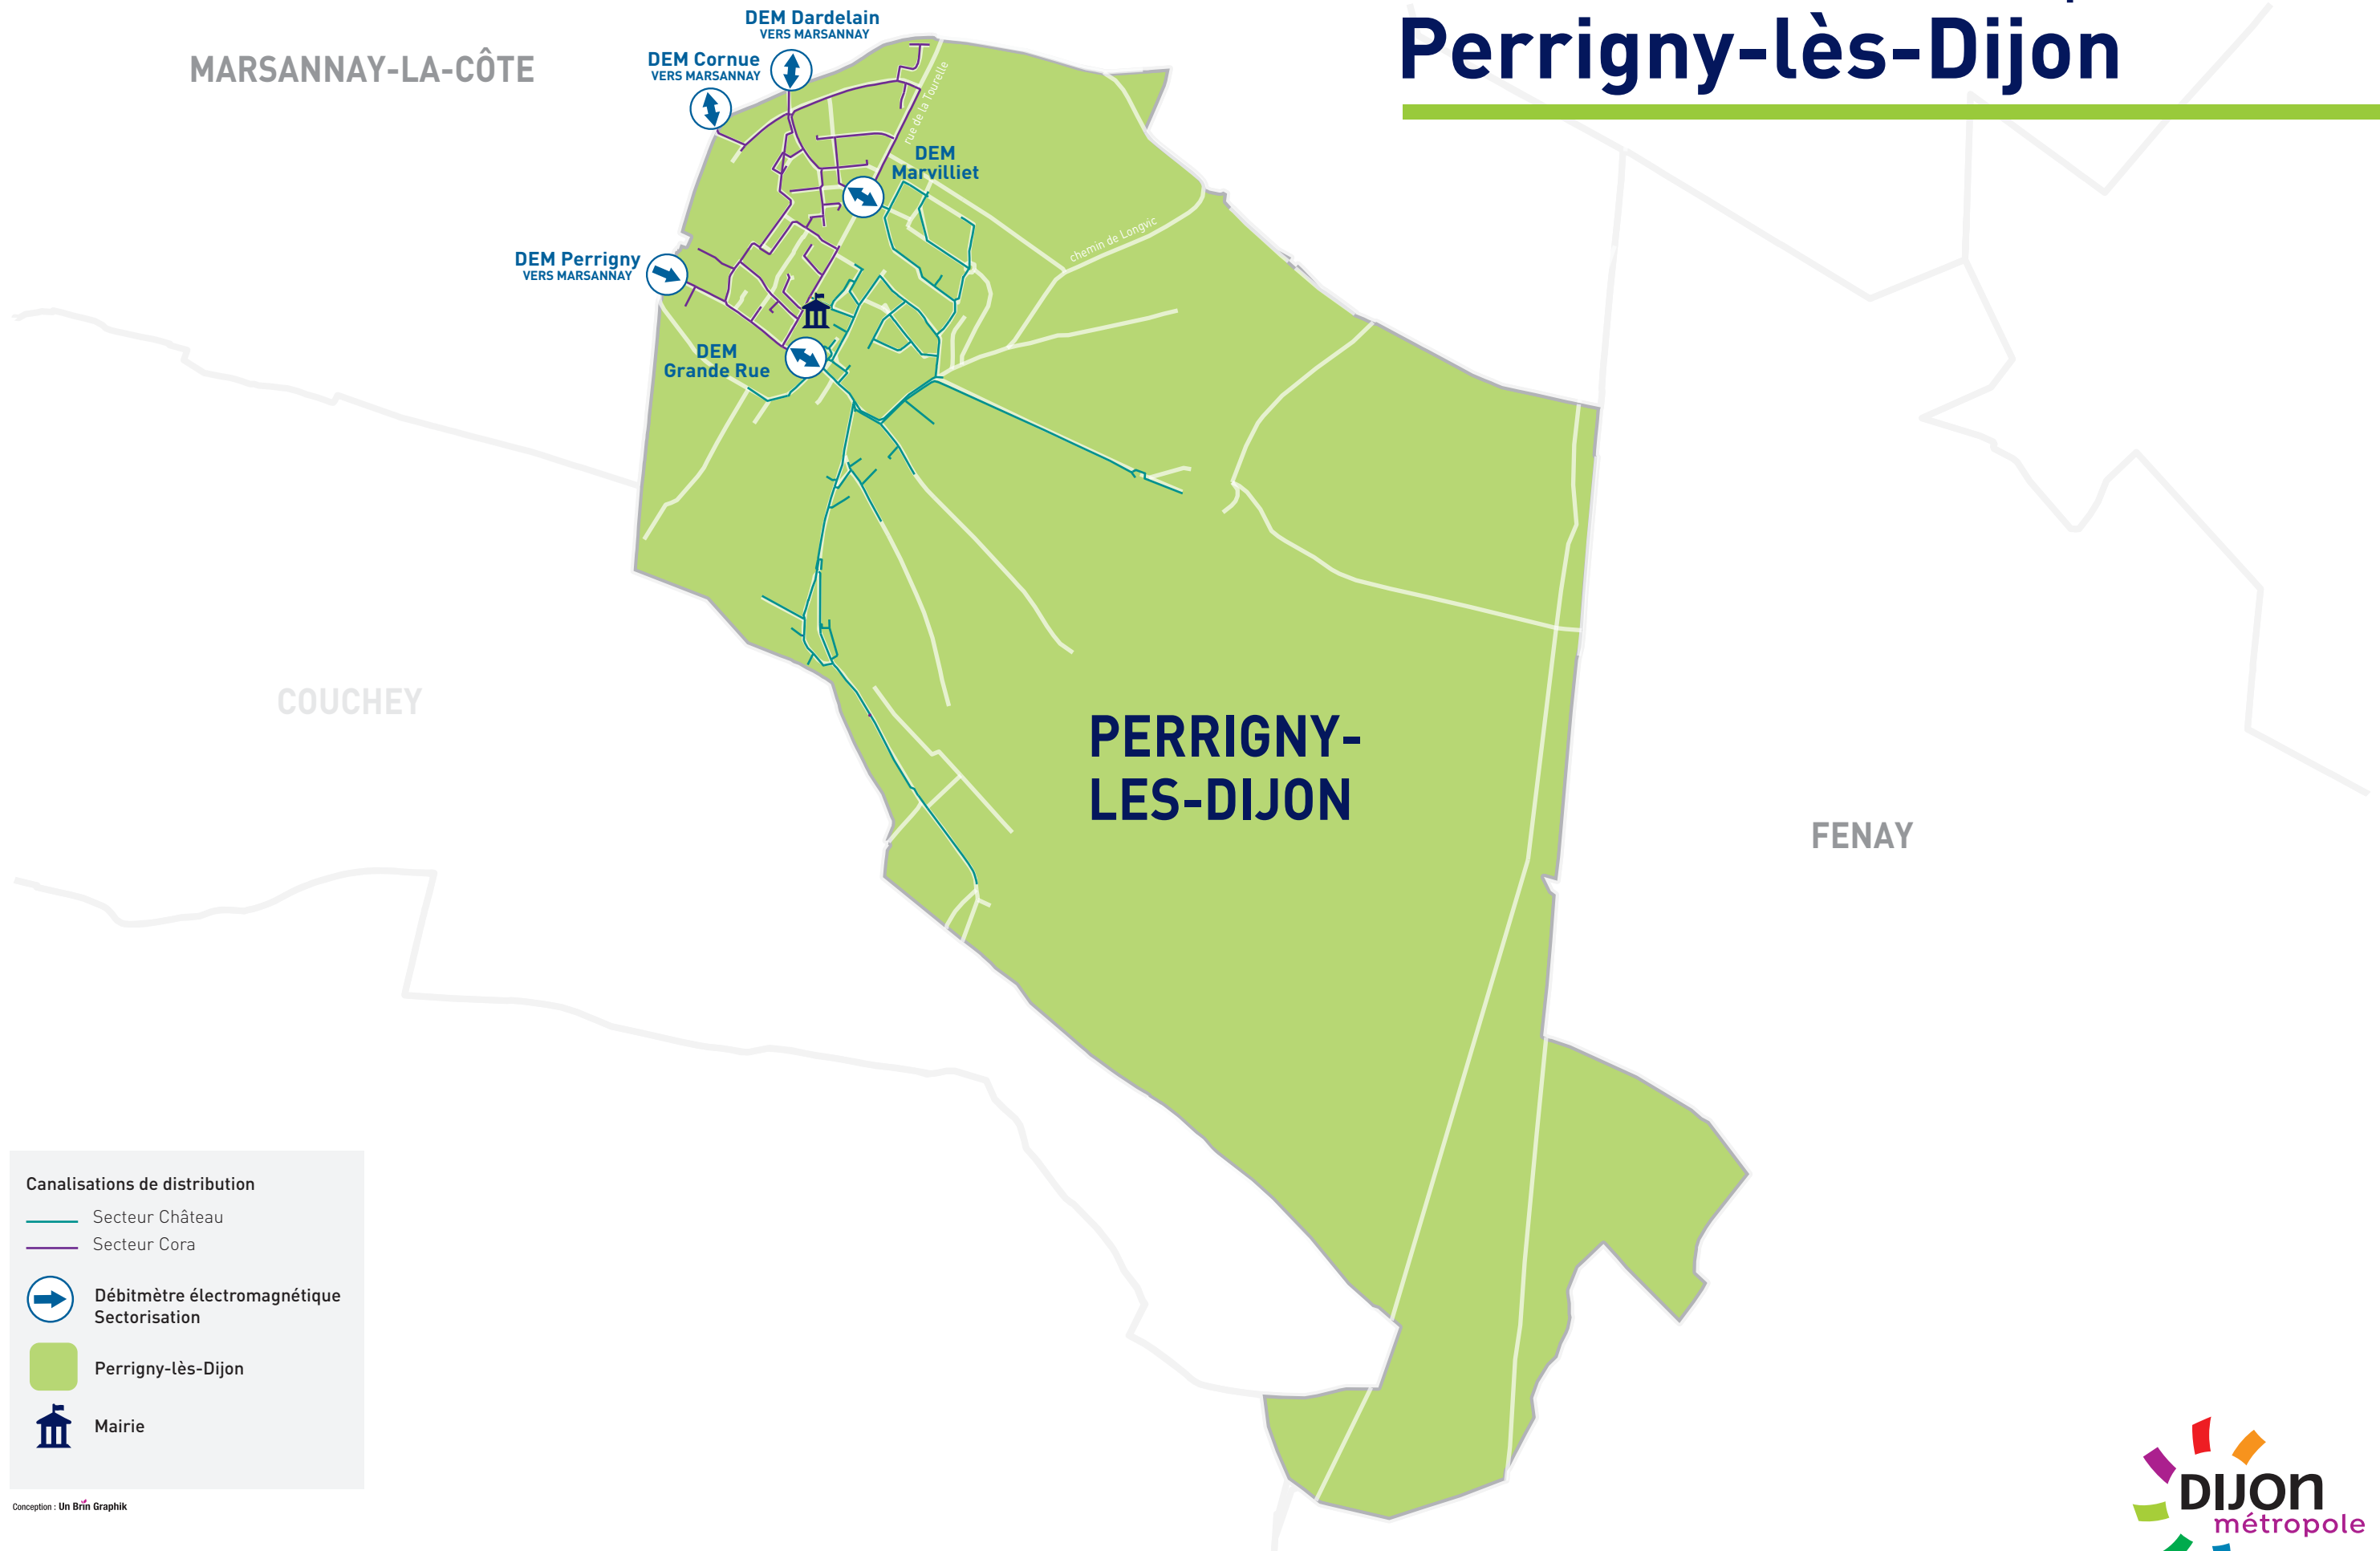 Perrigny-lès-Dijon
MARSANNAY-LA-CÔTE
DEM Dardelain
VERS MARSANNAY
DEM Cornue
VERS MARSANNAY
rue de la Tourelle
DEM
Marvilliet
chemin de Longvic
DEM Perrigny
VERS MARSANNAY
DEM
Grande Rue
COUCHEY
PERRIGNY-
LES-DIJON
FENAY
Canalisations de distribution
Secteur Château
Secteur Cora
Débitmètre électromagnétique
Sectorisation
Perrigny-lès-Dijon
Mairie
Conception : Un Brin Graphik
DIJON
métropole